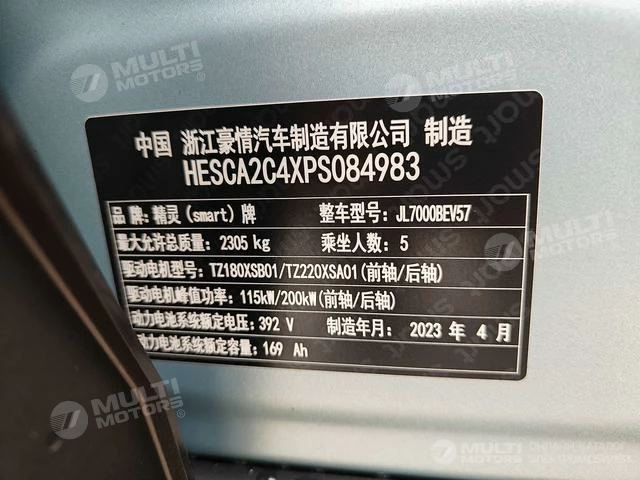 MULTI
MOTORS®
MULTI
MOTORS®
MULTI
MOTORS®
中国 浙江豪情汽车制造有限公司 制造
HESCA2C4XPS084983
品 牌:精灵(smart)牌 整车型号:JL7000BEV57
最大允许总质量:2305 kg 乘坐人数:5
驱动电机型号:TZ180XSB01/TZ220XSA01(前轴/后轴)
驱动电机峰值功率:115kW/200kW(前轴/后轴)
动力电池系统额定电压:392 V 制造年月:2023 年 4 月
动力电池系统额定容量:169 Ah
smart
MULTI
MOTORS®
MULTI
MOTORS®